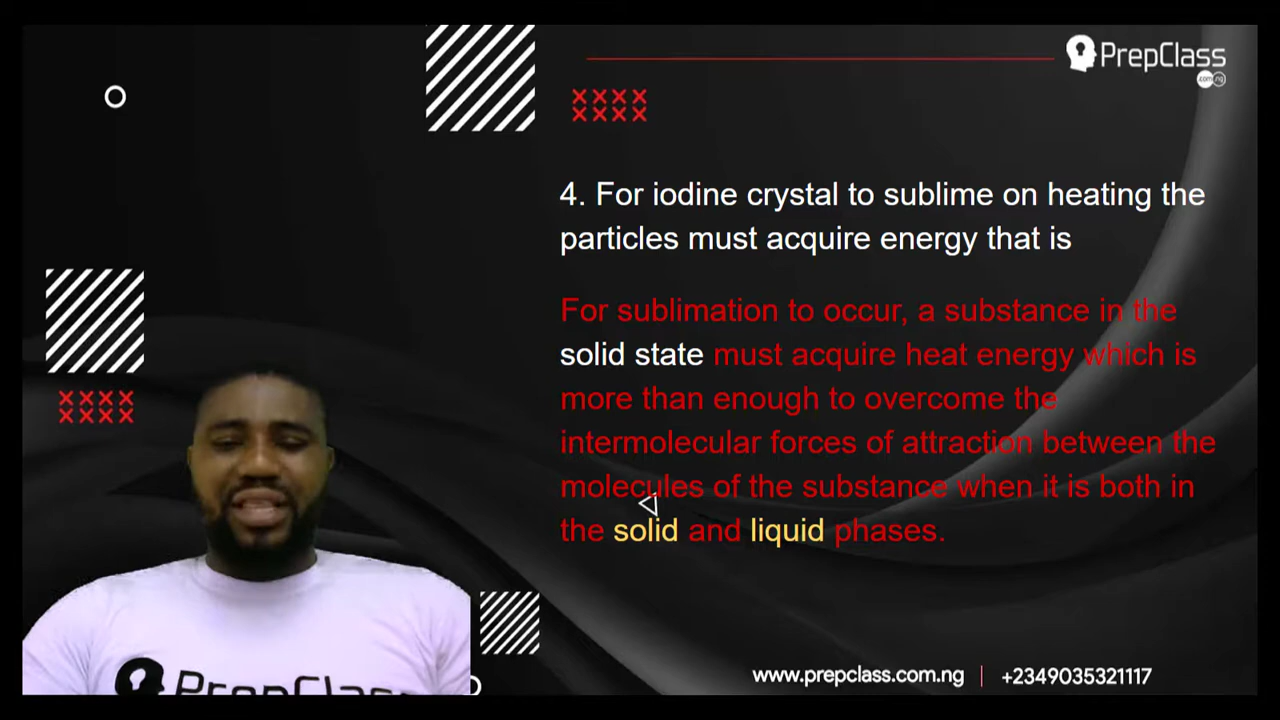 PrepClass
.com.ng
4. For iodine crystal to sublime on heating the
particles must acquire energy that is
For sublimation to occur, a substance in the
solid state must acquire heat energy which is
more than enough to overcome the
intermolecular forces of attraction between the
molecules of the substance when it is both in
the solid and liquid phases.
PrepClass
www.prepclass.com.ng | +2349035321117